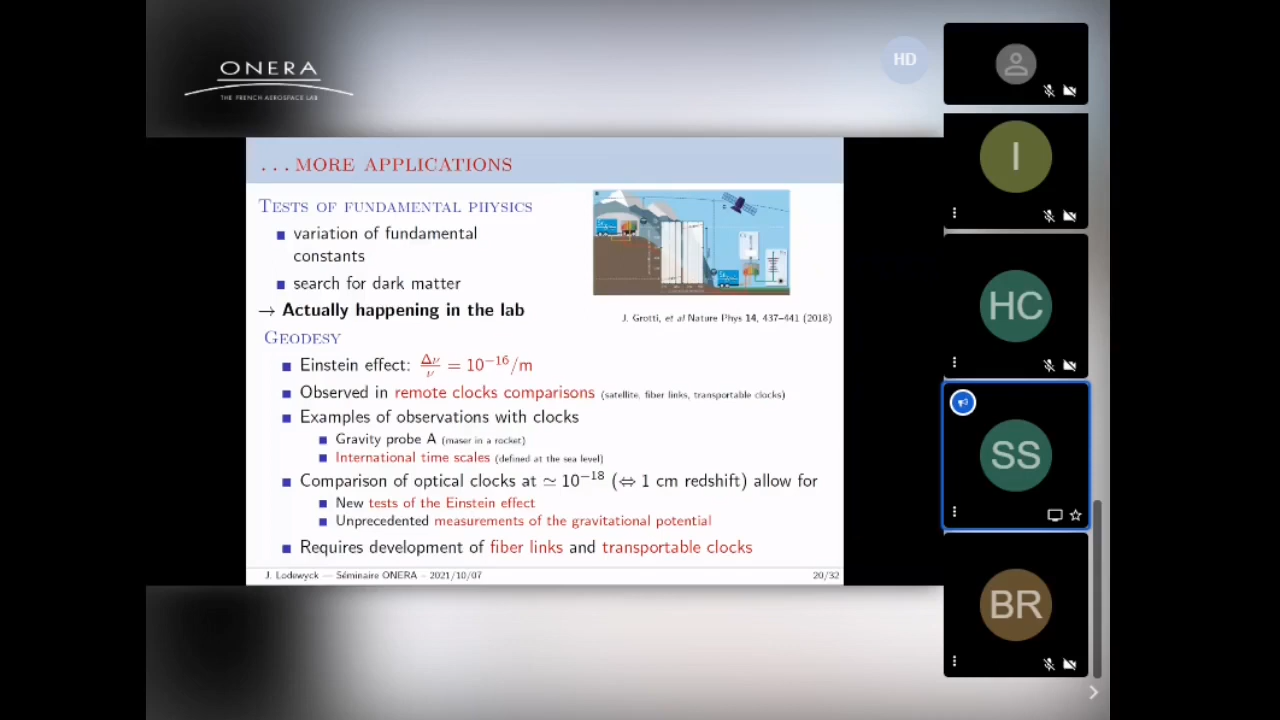 ONERA
THE FRENCH AEROSPACE LAB
HD
. . . MORE APPLICATIONS
TESTS OF FUNDAMENTAL PHYSICS
■ variation of fundamental
constants
■ search for dark matter
→ Actually happening in the lab
J. Grotti, et al Nature Phys 14, 437–441 (2018)
GEODESY
■ Einstein effect: Δν/ν = 10⁻¹⁶/m
■ Observed in remote clocks comparisons (satellite, fiber links, transportable clocks)
■ Examples of observations with clocks
■ Gravity probe A (maser in a rocket)
■ International time scales (defined at the sea level)
■ Comparison of optical clocks at ≃ 10⁻¹⁸ (⇔ 1 cm redshift) allow for
■ New tests of the Einstein effect
■ Unprecedented measurements of the gravitational potential
■ Requires development of fiber links and transportable clocks
J. Lodewyck — Séminaire ONERA – 2021/10/07
20/32
I
HC
SS
BR